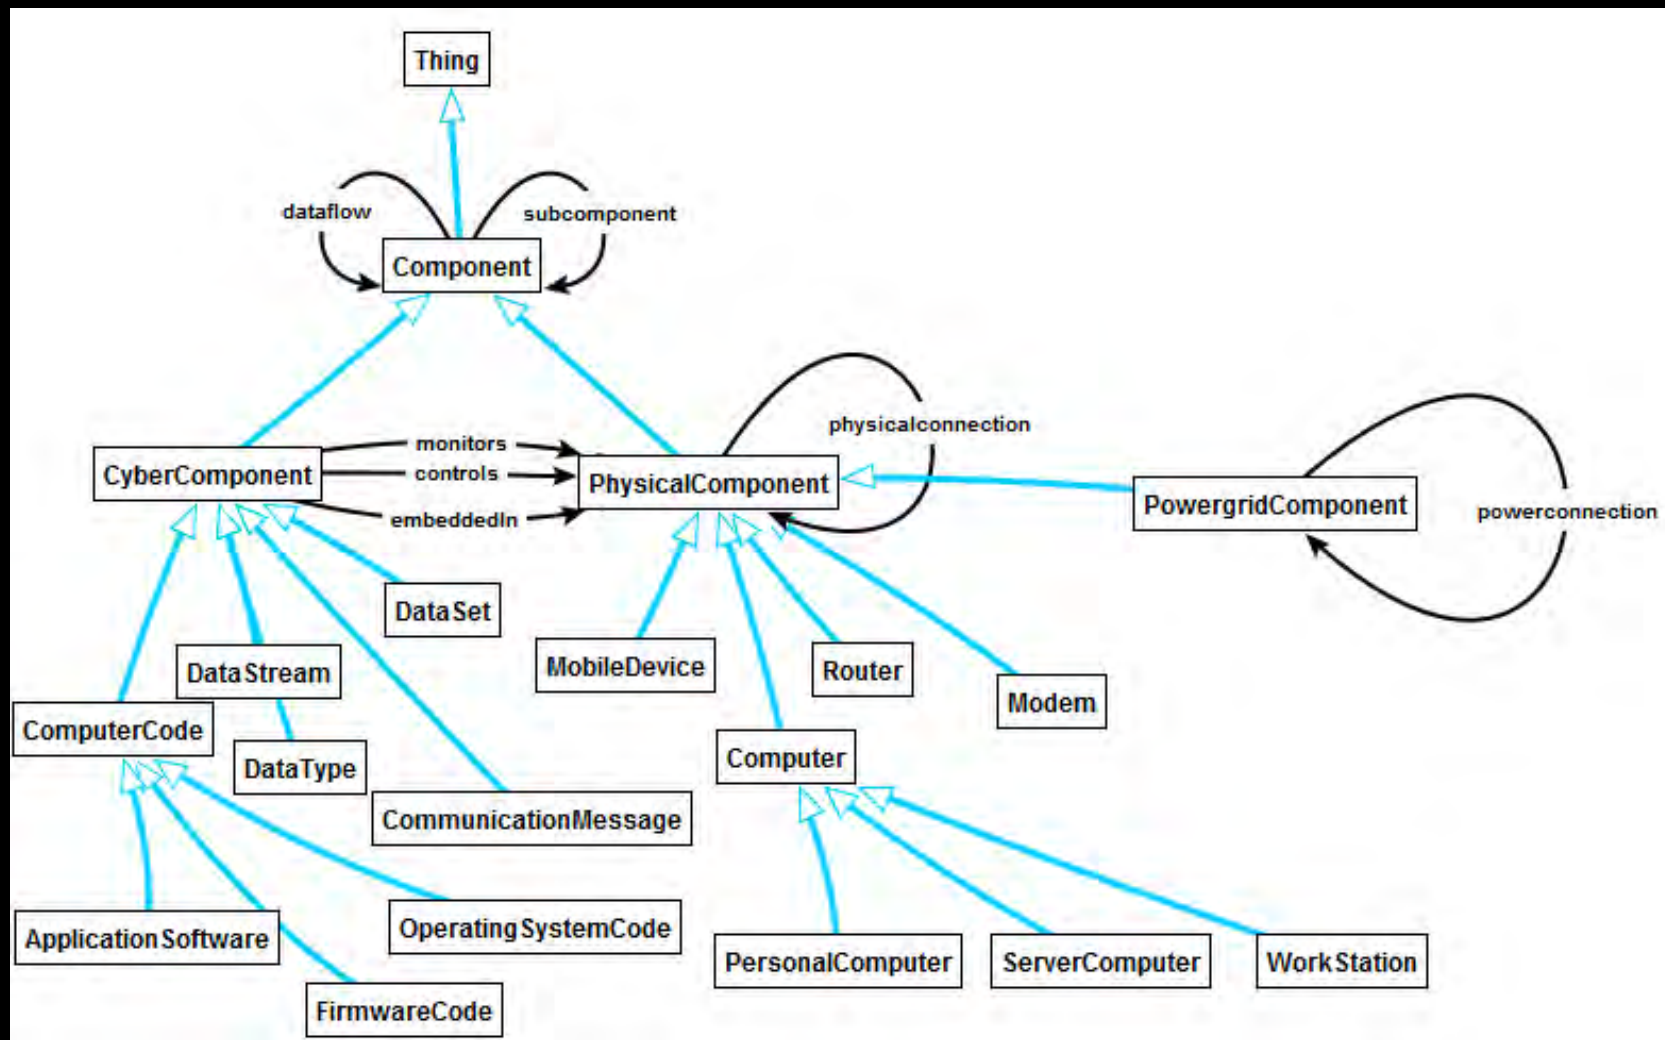 Thing
dataflow
subcomponent
Component
physicalconnection
monitors
CyberComponent
controls
PhysicalComponent
embeddedIn
PowergridComponent
powerconnection
DataSet
DataStream
MobileDevice
Router
Modem
ComputerCode
DataType
Computer
CommunicationMessage
ApplicationSoftware
OperatingSystemCode
PersonalComputer
ServerComputer
WorkStation
FirmwareCode